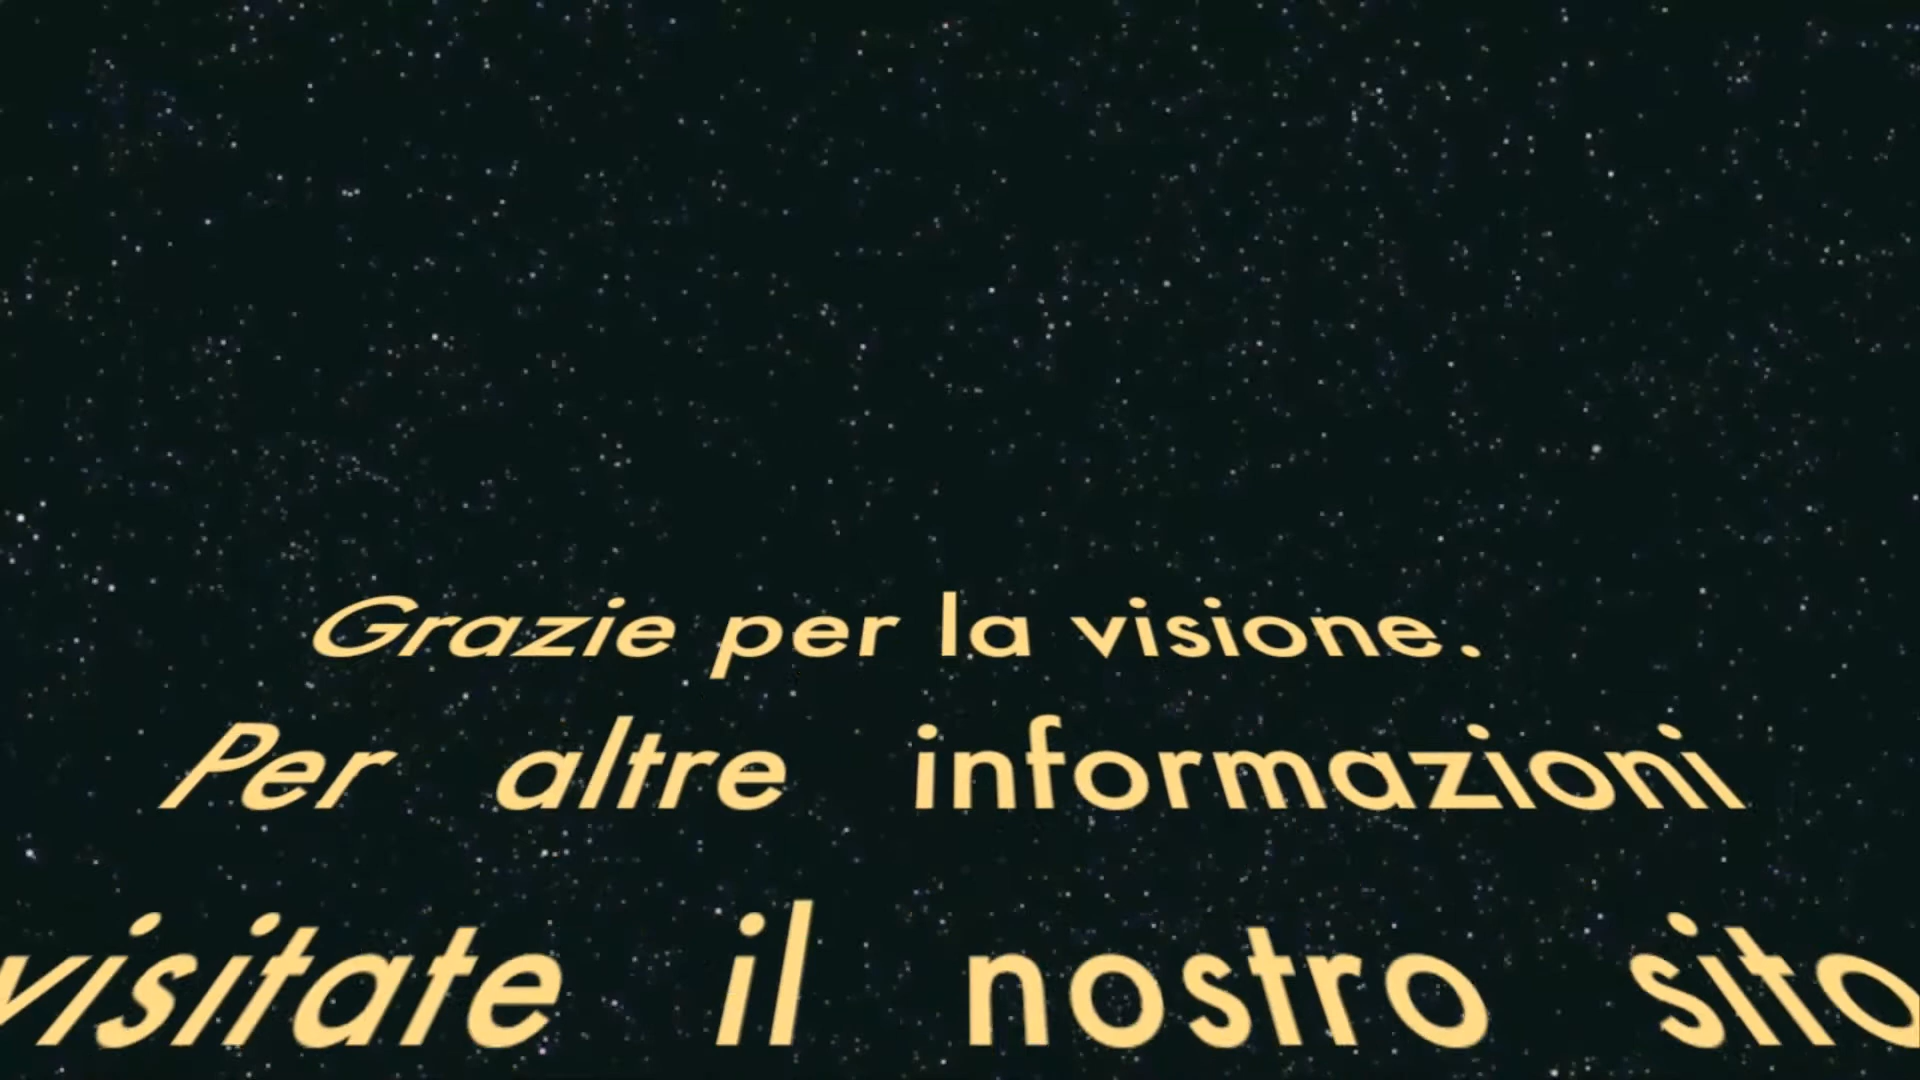 Grazie per la visione.
Per altre informazioni
visitate il nostro sito